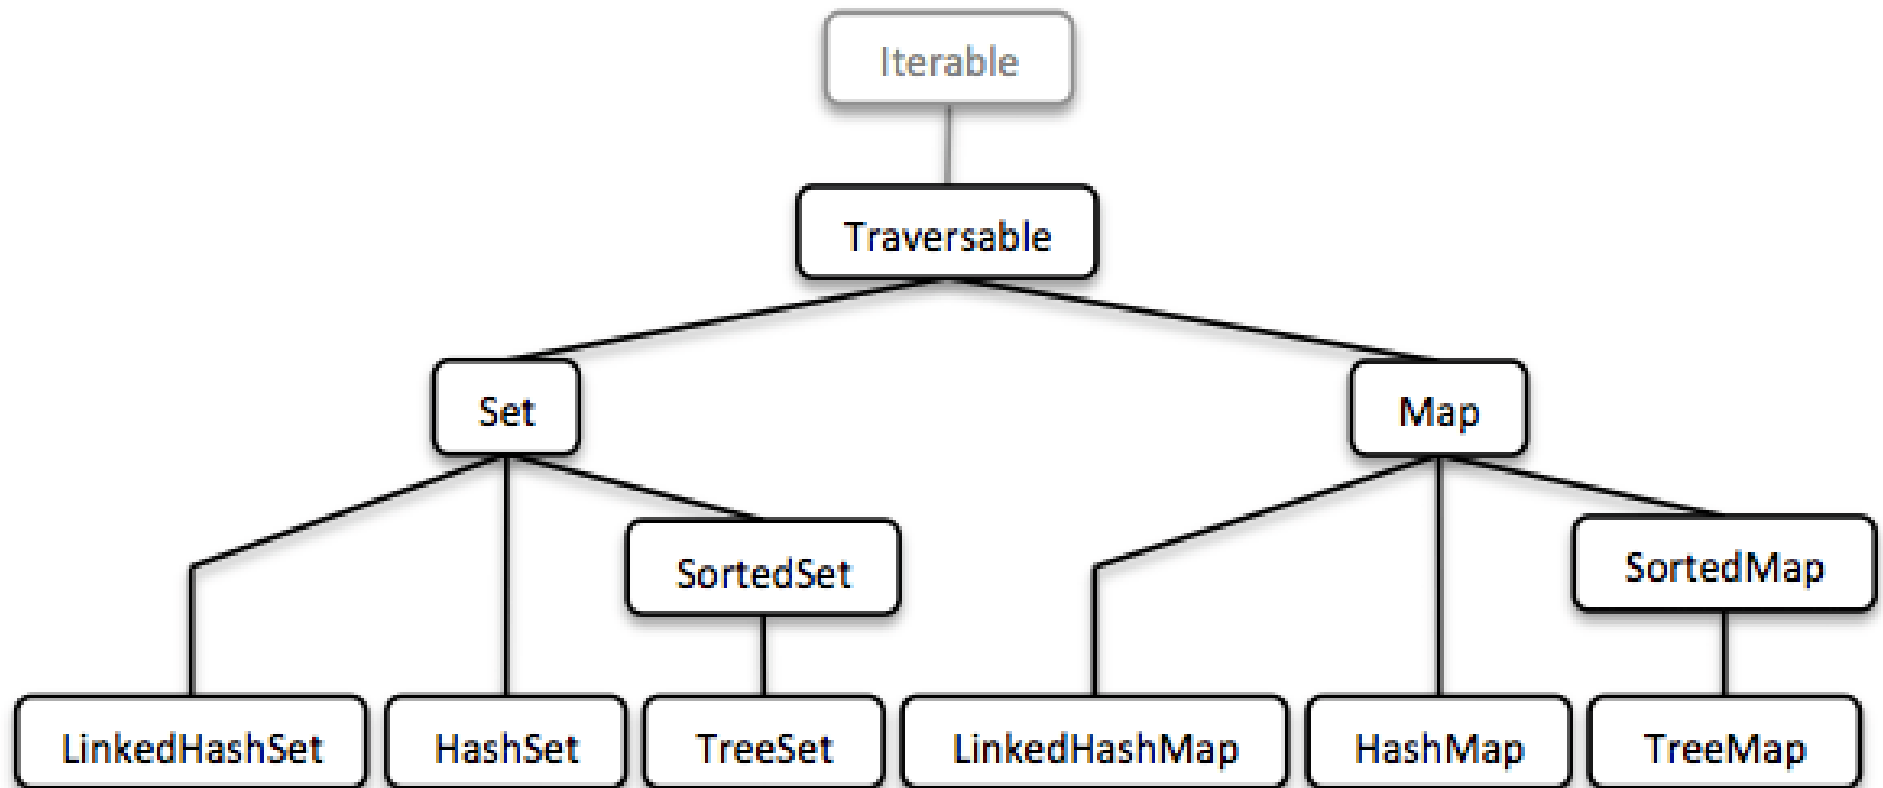 Iterable
Traversable
Set
Map
SortedSet
SortedMap
LinkedHashSet
HashSet
TreeSet
LinkedHashMap
HashMap
TreeMap